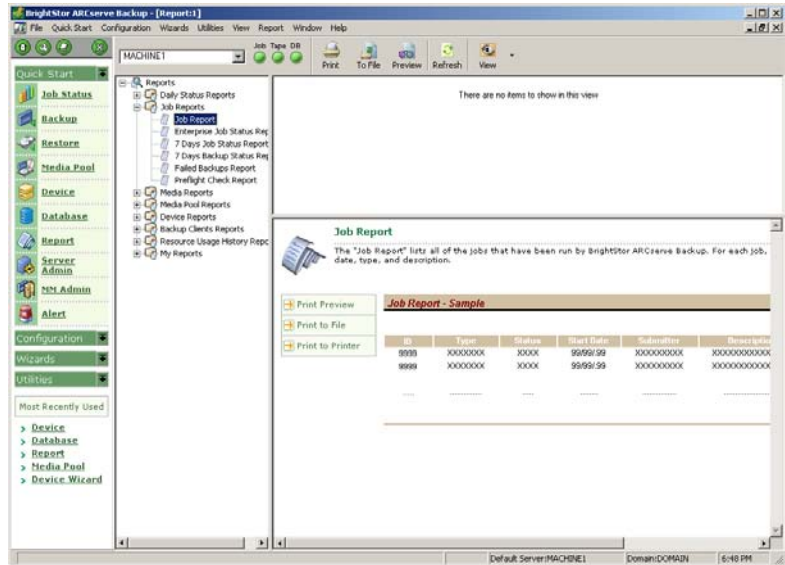 BrightStor ARCserve Backup - [Report:1]
File Quick Start Configuration Wizards Utilities View Report Window Help
MACHINE1
Job Tape DB
Print To File Preview Refresh View
Quick Start
Job Status
Backup
Restore
Media Pool
Device
Database
Report
Server Admin
MM Admin
Alert
Configuration
Wizards
Utilities
Most Recently Used
Device
Database
Report
Media Pool
Device Wizard
Reports
Daily Status Reports
Job Reports
Job Report
Enterprise Job Status Rep
7 Days Job Status Report
7 Days Backup Status Rep
Failed Backups Report
Preflight Check Report
Media Reports
Media Pool Reports
Device Reports
Backup Clients Reports
Resource Usage History Repo
My Reports
There are no items to show in this view
Job Report
The "Job Report" lists all of the jobs that have been run by BrightStor ARCserve Backup. For each job,
date, type, and description.
Print Preview
Print to File
Print to Printer
Job Report - Sample
ID Type Status Start Date Submitter Descriptio
9999 XXXXXXX XXXX 99/99/.99 XXXXXXXXX XXXXXXXXXXX
9999 XXXXXXX XXXX 99/99/.99 XXXXXXXXX XXXXXXXXXXX
Default Server:MACHINE1 Domain:DOMAIN 6:48 PM